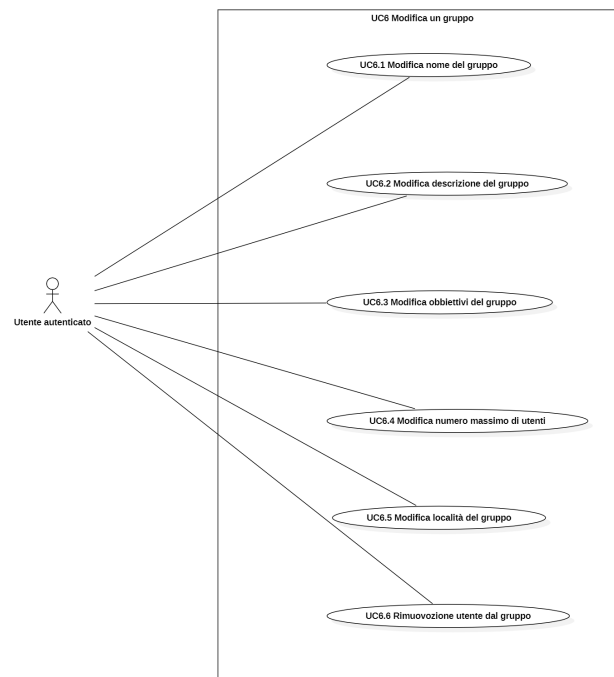 UC6 Modifica un gruppo
UC6.1 Modifica nome del gruppo
UC6.2 Modifica descrizione del gruppo
UC6.3 Modifica obbiettivi del gruppo
Utente autenticato
UC6.4 Modifica numero massimo di utenti
UC6.5 Modifica località del gruppo
UC6.6 Rimuovozione utente dal gruppo